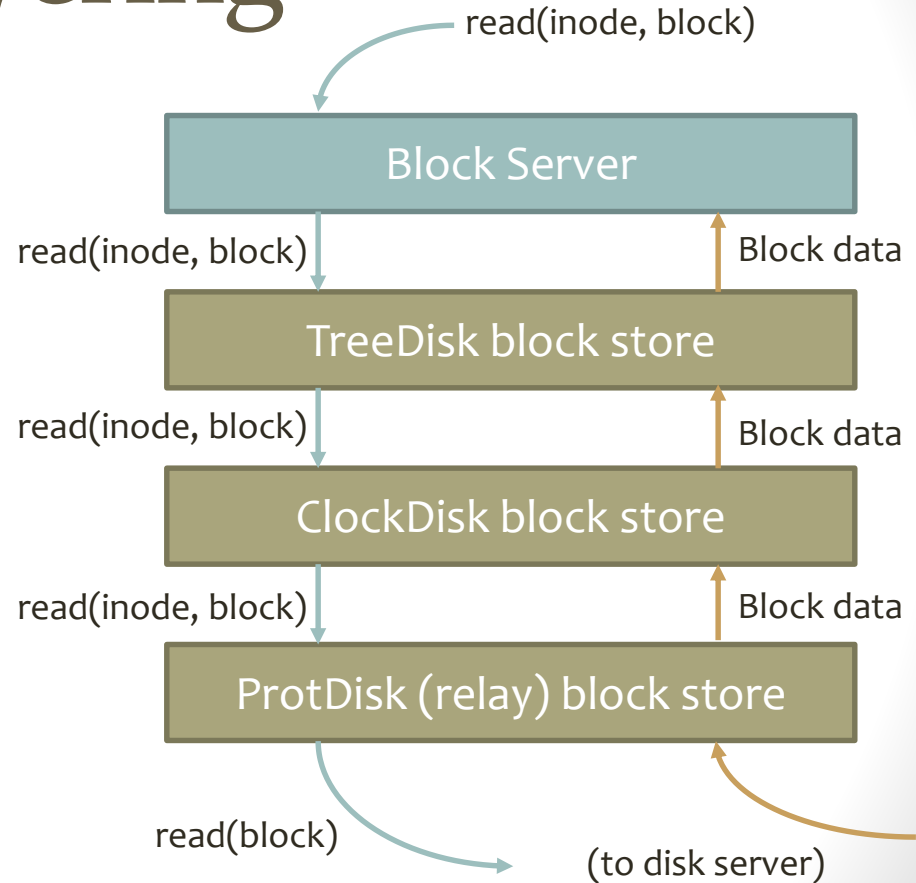 read(inode, block)
Block Server
read(inode, block)
Block data
TreeDisk block store
read(inode, block)
Block data
ClockDisk block store
read(inode, block)
Block data
ProtDisk (relay) block store
read(block)
(to disk server)